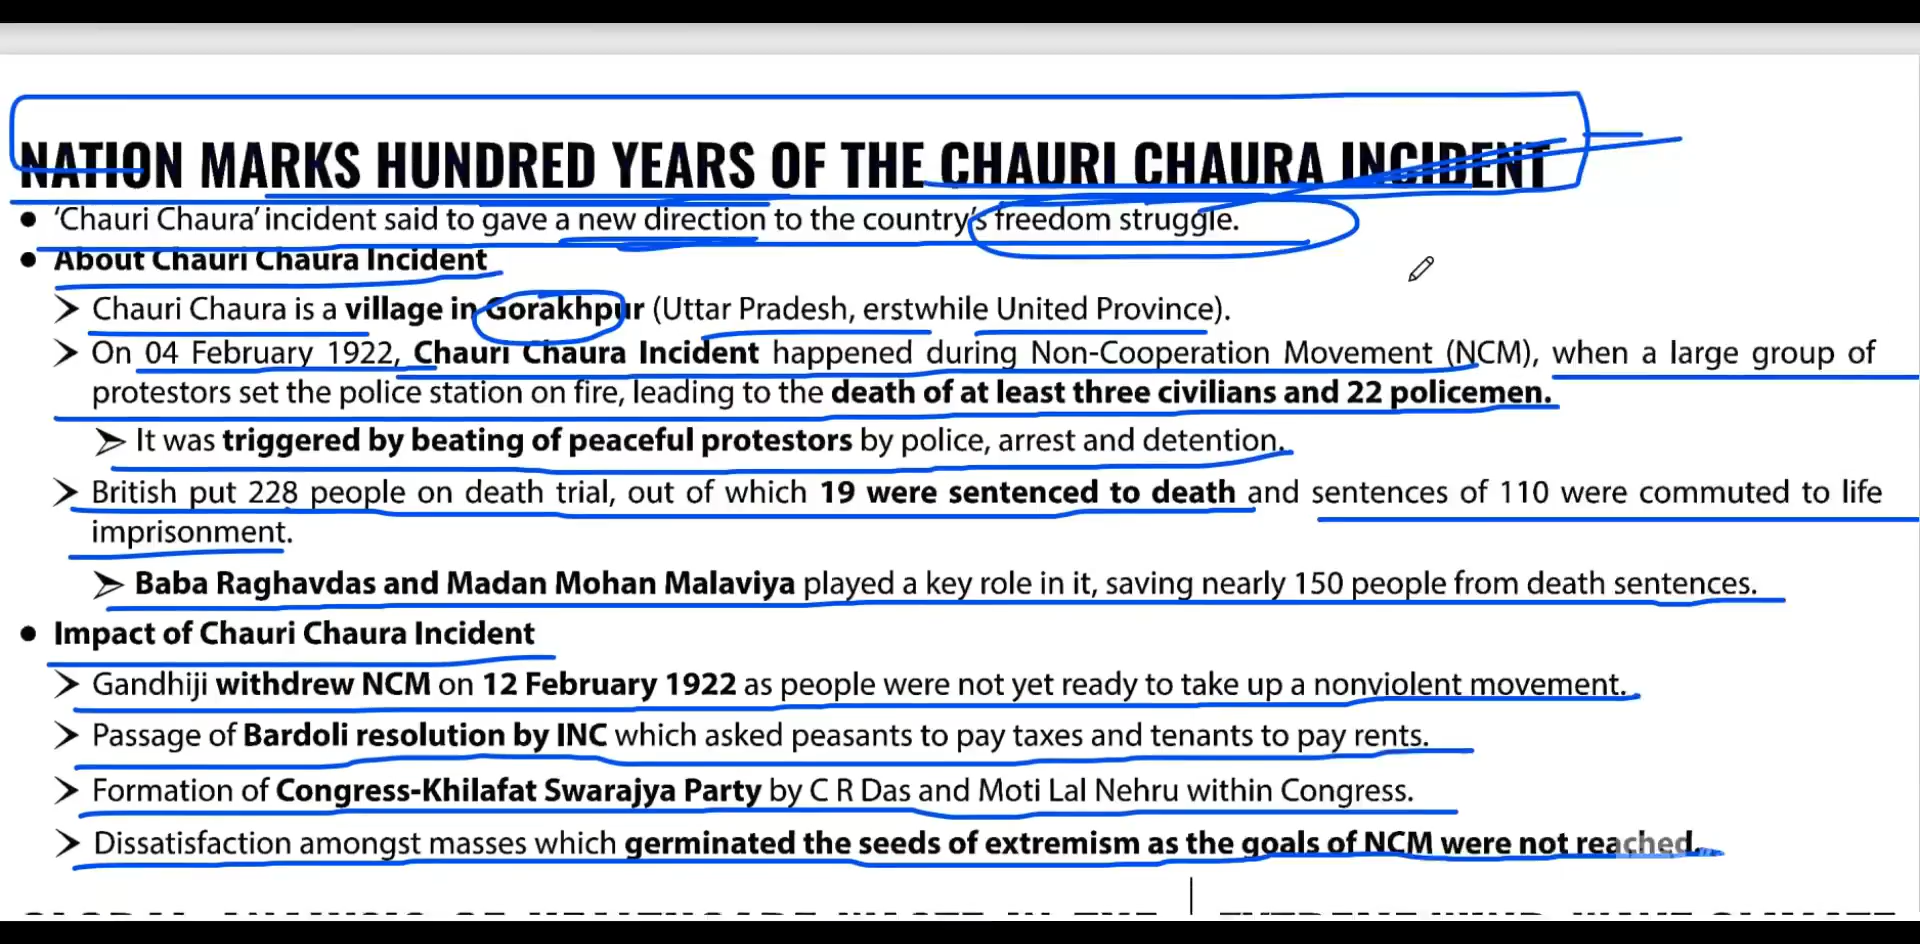 NATION MARKS HUNDRED YEARS OF THE CHAURI CHAURA INCIDENT
● ‘Chauri Chaura’ incident said to gave a new direction to the country’s freedom struggle.
● About Chauri Chaura Incident
➢ Chauri Chaura is a village in Gorakhpur (Uttar Pradesh, erstwhile United Province).
➢ On 04 February 1922, Chauri Chaura Incident happened during Non-Cooperation Movement (NCM), when a large group of
protestors set the police station on fire, leading to the death of at least three civilians and 22 policemen.
➢ It was triggered by beating of peaceful protestors by police, arrest and detention.
➢ British put 228 people on death trial, out of which 19 were sentenced to death and sentences of 110 were commuted to life
imprisonment.
➢ Baba Raghavdas and Madan Mohan Malaviya played a key role in it, saving nearly 150 people from death sentences.
● Impact of Chauri Chaura Incident
➢ Gandhiji withdrew NCM on 12 February 1922 as people were not yet ready to take up a nonviolent movement.
➢ Passage of Bardoli resolution by INC which asked peasants to pay taxes and tenants to pay rents.
➢ Formation of Congress-Khilafat Swarajya Party by C R Das and Moti Lal Nehru within Congress.
➢ Dissatisfaction amongst masses which germinated the seeds of extremism as the goals of NCM were not reached.